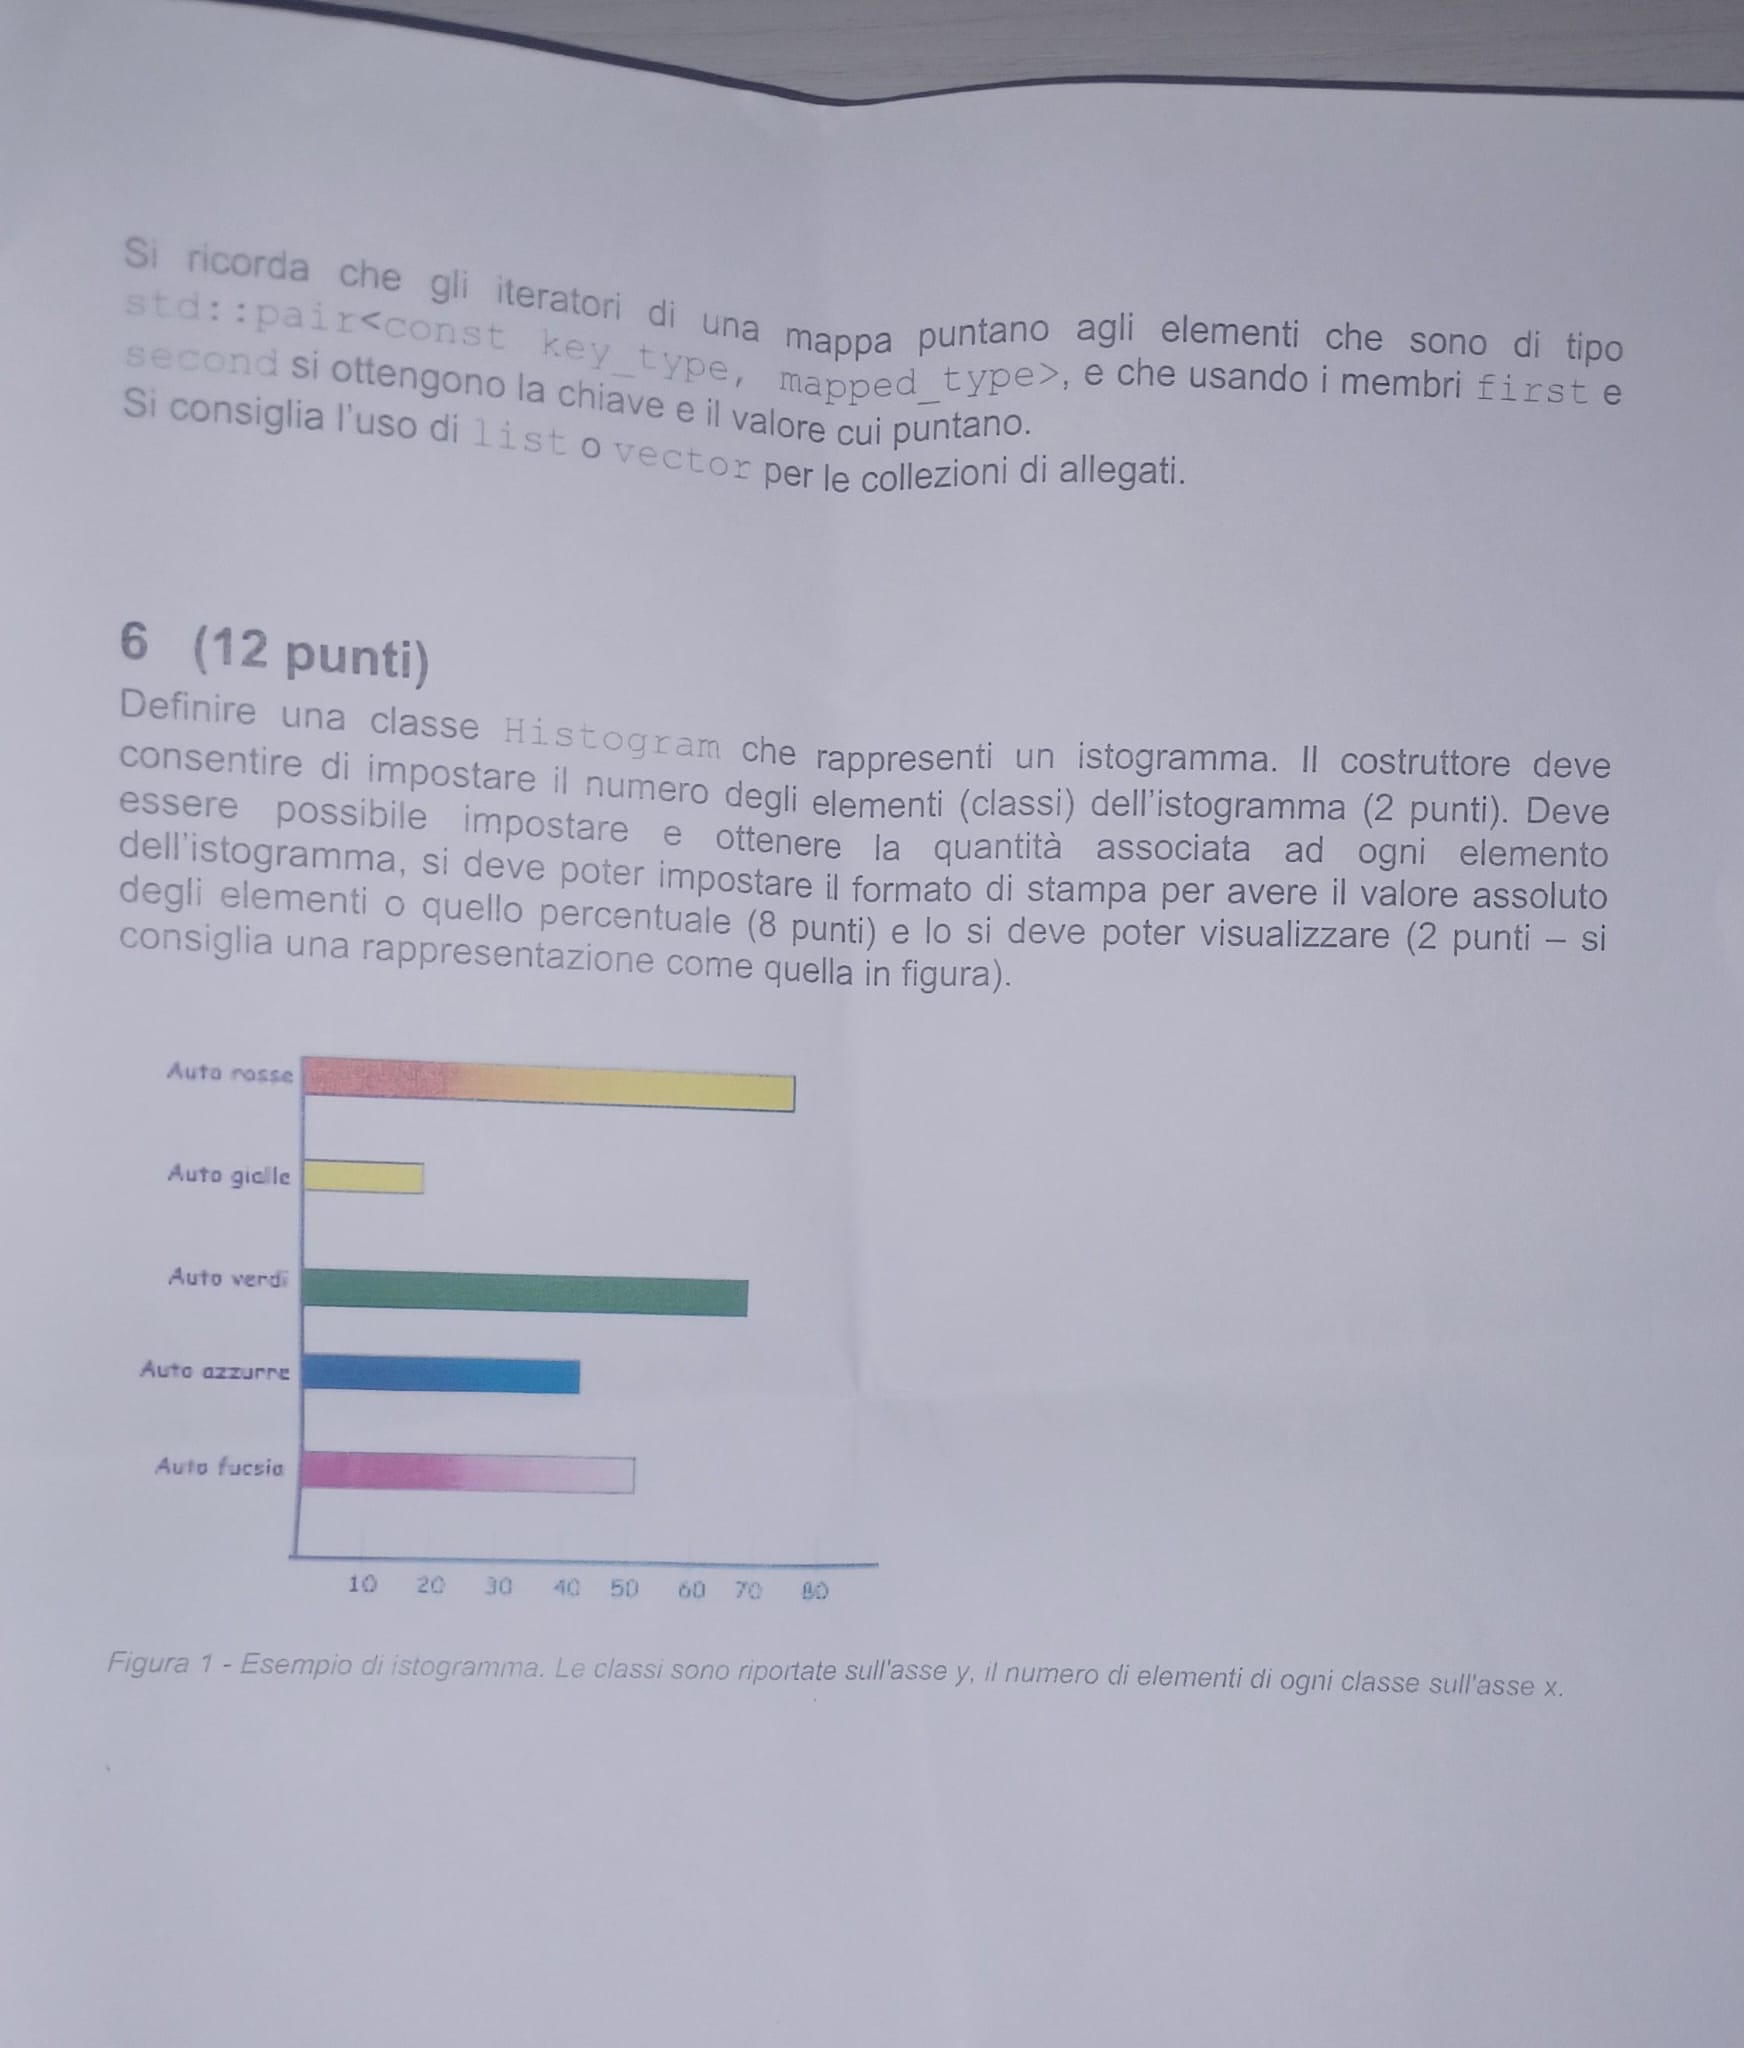 Si ricorda che gli iteratori di una mappa puntano agli elementi che sono di tipo
std::pair<const key_type, mapped_type>, e che usando i membri first e
second si ottengono la chiave e il valore cui puntano.
Si consiglia l'uso di list o vector per le collezioni di allegati.
6 (12 punti)
Definire una classe Histogram che rappresenti un istogramma. Il costruttore deve
consentire di impostare il numero degli elementi (classi) dell'istogramma (2 punti). Deve
essere possibile impostare e ottenere la quantità associata ad ogni elemento
dell'istogramma, si deve poter impostare il formato di stampa per avere il valore assoluto
degli elementi o quello percentuale (8 punti) e lo si deve poter visualizzare (2 punti – si
consiglia una rappresentazione come quella in figura).
Auto rosse
Auto gialle
Auto verdi
Auto azzurre
Auto fucsia
10 20 30 40 50 60 70 80
Figura 1 - Esempio di istogramma. Le classi sono riportate sull'asse y, il numero di elementi di ogni classe sull'asse x.